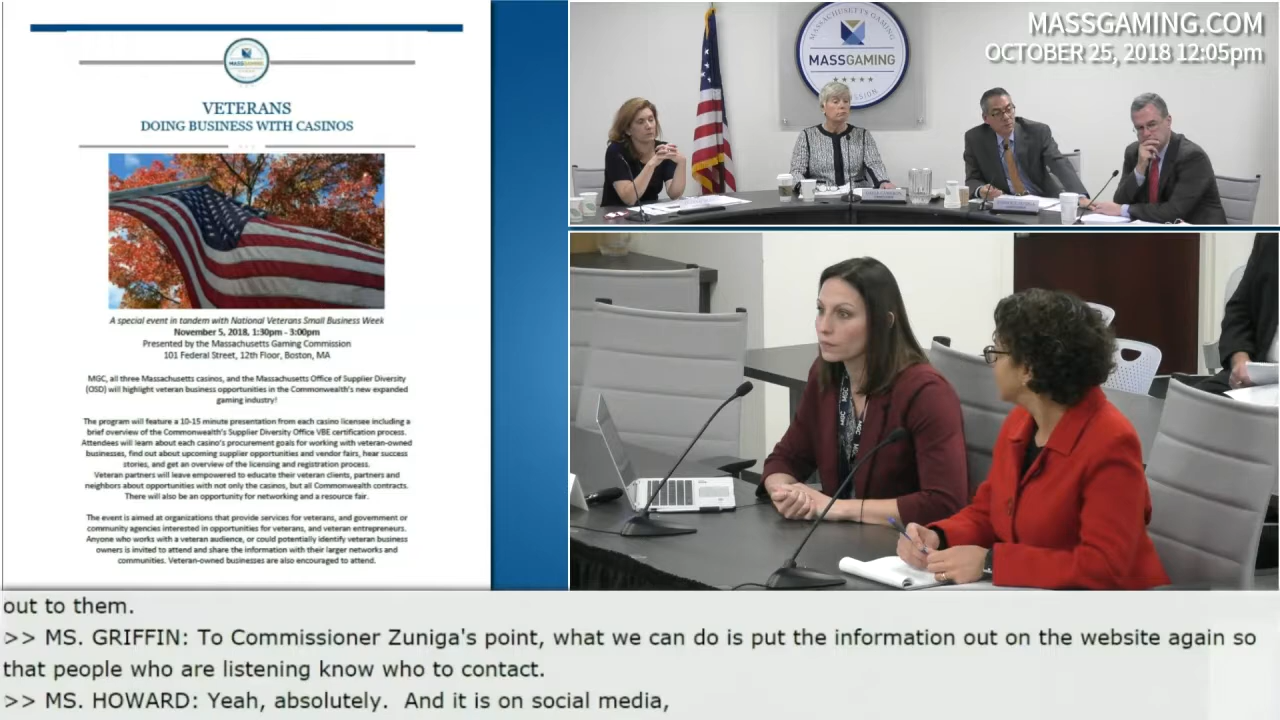 MASSGAMING
VETERANS
DOING BUSINESS WITH CASINOS
A special event in tandem with National Veterans Small Business Week
November 5, 2018, 1:30pm - 3:00pm
Presented by the Massachusetts Gaming Commission
101 Federal Street, 12th Floor, Boston, MA
MGC, all three Massachusetts casinos, and the Massachusetts Office of Supplier Diversity
(OSD) will highlight veteran business opportunities in the Commonwealth's new expanded
gaming industry!
The program will feature a 10-15 minute presentation from each casino licensee including a
brief overview of the Commonwealth's Supplier Diversity Office VBE certification process.
Attendees will learn about each casino's procurement goals for working with veteran-owned
businesses, find out about upcoming supplier opportunities and vendor fairs, hear success
stories, and get an overview of the licensing and registration process.
Veteran partners will leave empowered to educate their veteran clients, partners and
neighbors about opportunities with not only the casinos, but all Commonwealth contracts.
There will also be an opportunity for networking and a resource fair.
The event is aimed at organizations that provide services for veterans, and government or
community agencies interested in opportunities for veterans, and veteran entrepreneurs.
Anyone who works with a veteran audience, or could potentially identify veteran business
owners is invited to attend and share the information with their larger networks and
communities. Veteran-owned businesses are also encouraged to attend.
MASSACHUSETTS GAMING
MASSGAMING
MASSGAMING.COM
OCTOBER 25, 2018 12:05pm
MGC
out to them.
>> MS. GRIFFIN: To Commissioner Zuniga's point, what we can do is put the information out on the website again so
that people who are listening know who to contact.
>> MS. HOWARD: Yeah, absolutely. And it is on social media,